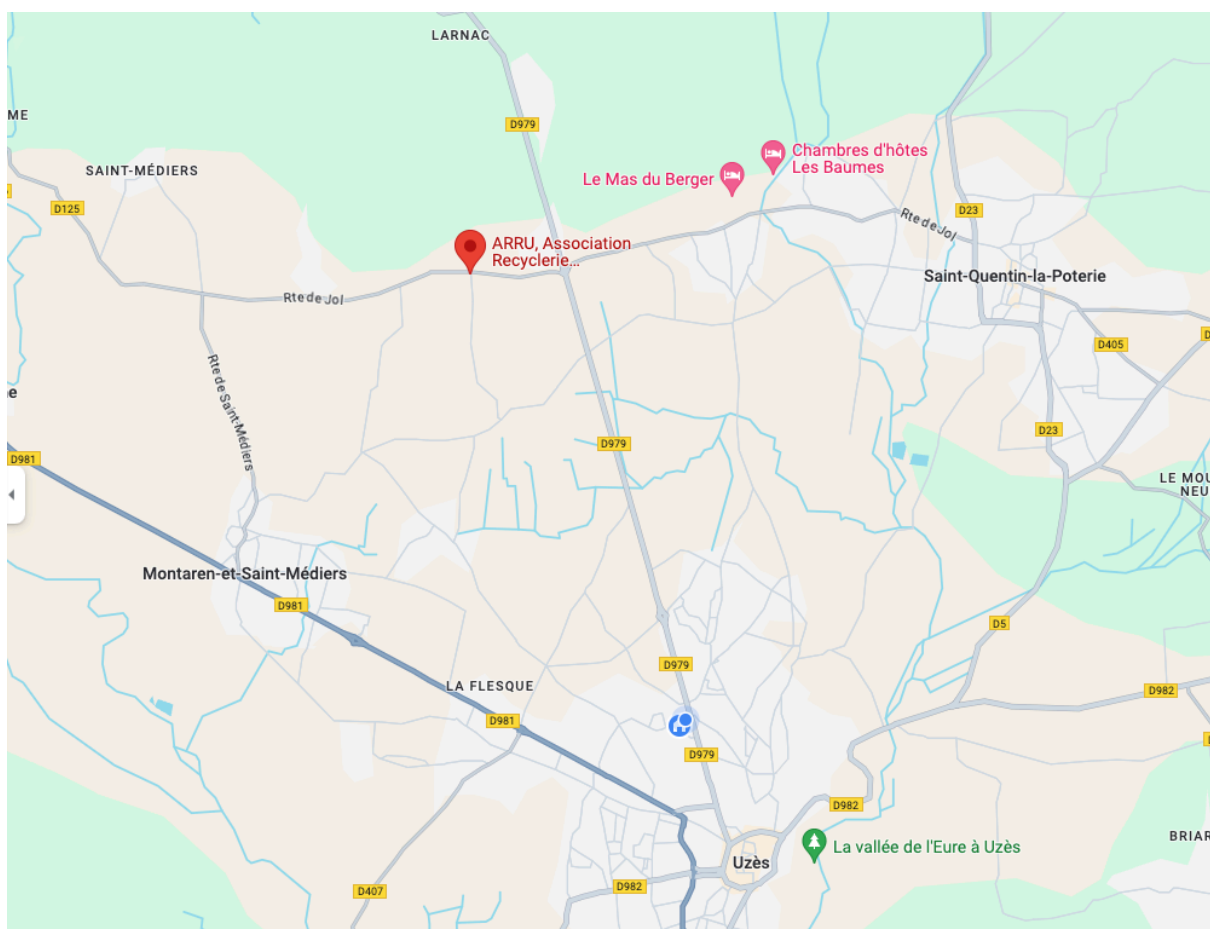 LARNAC
ME
D979
SAINT-MÉDIERS
Chambres d'hôtes
Les Baumes
Le Mas du Berger
D125
D23
Rte de Jol
ARRU, Association
Recyclerie...
Saint-Quentin-la-Poterie
Rte de Jol
D405
Rte de Saint-Médiers
ne
D23
D979
D981
LE MOU
NEU
Montaren-et-Saint-Médiers
D981
D5
D979
LA FLESQUE
D982
D981
D979
D982
BRIAR
La vallée de l'Eure à Uzès
Uzès
D982
D407